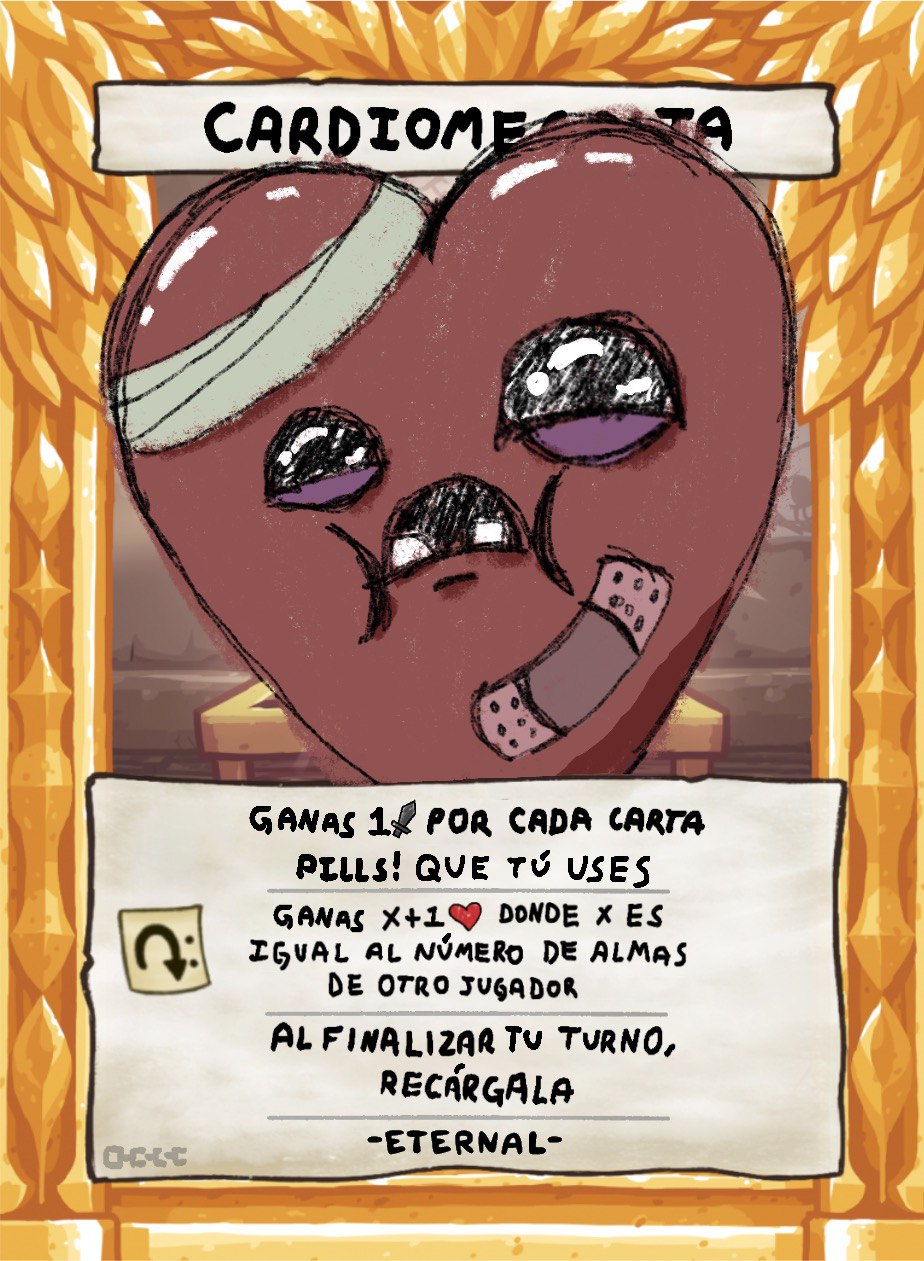 CARDIOMEGALIA
GANAS 1 POR CADA CARTA
PILLS! QUE TÚ USES
GANAS X+1 DONDE X ES
IGUAL AL NÚMERO DE ALMAS
DE OTRO JUGADOR
AL FINALIZAR TU TURNO,
RECÁRGALA
-ETERNAL-